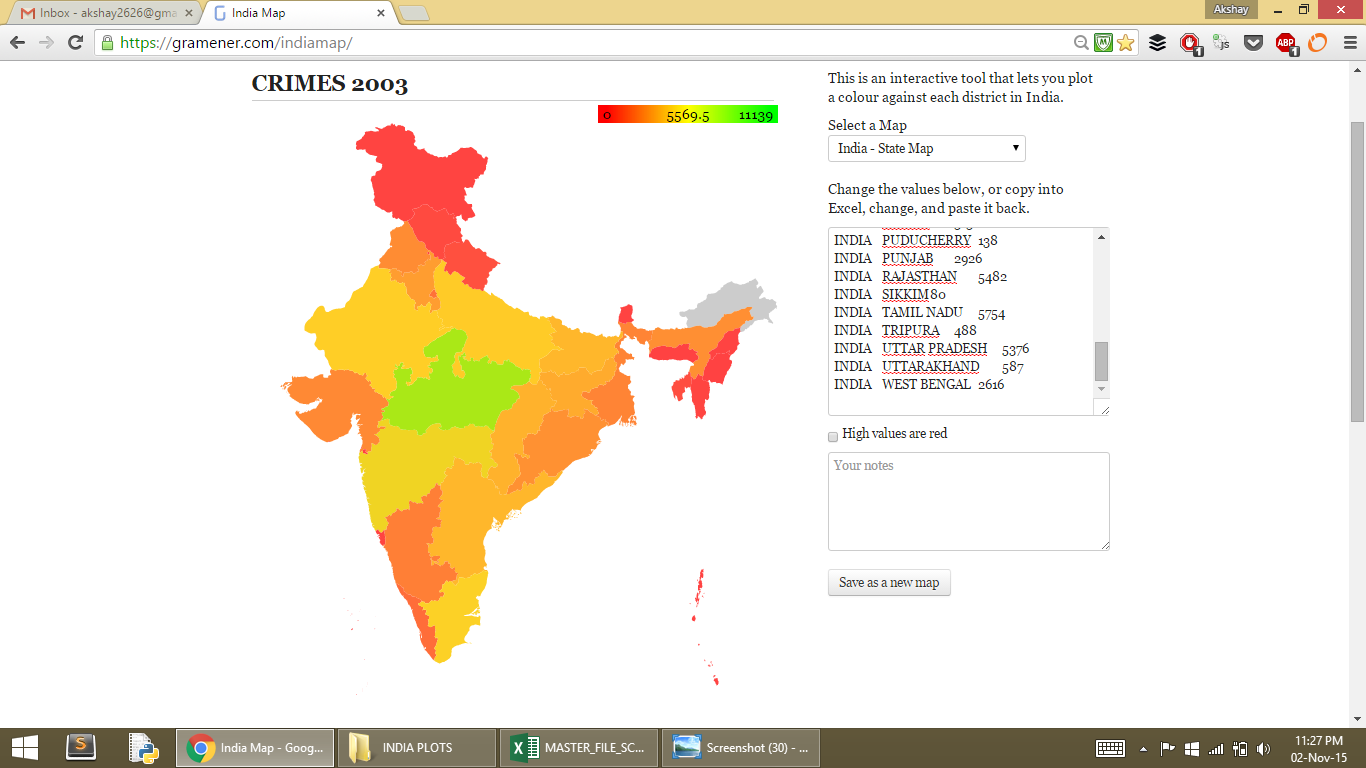 Inbox - akshay2626@gma
India Map
Akshay
https://gramener.com/indiamap/
CRIMES 2003
0 5569.5 11139
This is an interactive tool that lets you plot
a colour against each district in India.
Select a Map
India - State Map
Change the values below, or copy into
Excel, change, and paste it back.
INDIA PUDUCHERRY 138
INDIA PUNJAB 2926
INDIA RAJASTHAN 5482
INDIA SIKKIM 80
INDIA TAMIL NADU 5754
INDIA TRIPURA 488
INDIA UTTAR PRADESH 5376
INDIA UTTARAKHAND 587
INDIA WEST BENGAL 2616
High values are red
Your notes
Save as a new map
India Map - Goog...
INDIA PLOTS
MASTER_FILE_SC...
Screenshot (30) - ...
11:27 PM
02-Nov-15